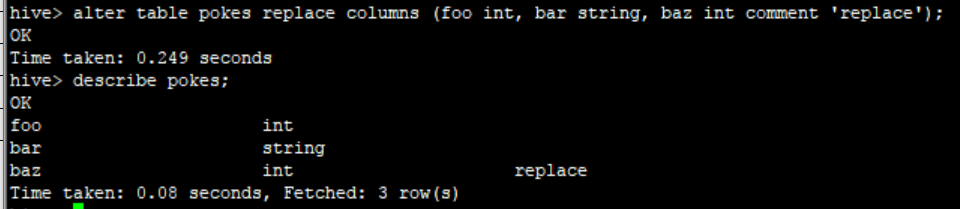 hive> alter table pokes replace columns (foo int, bar string, baz int comment 'replace');
OK
Time taken: 0.249 seconds
hive> describe pokes;
OK
foo int
bar string
baz int replace
Time taken: 0.08 seconds, Fetched: 3 row(s)